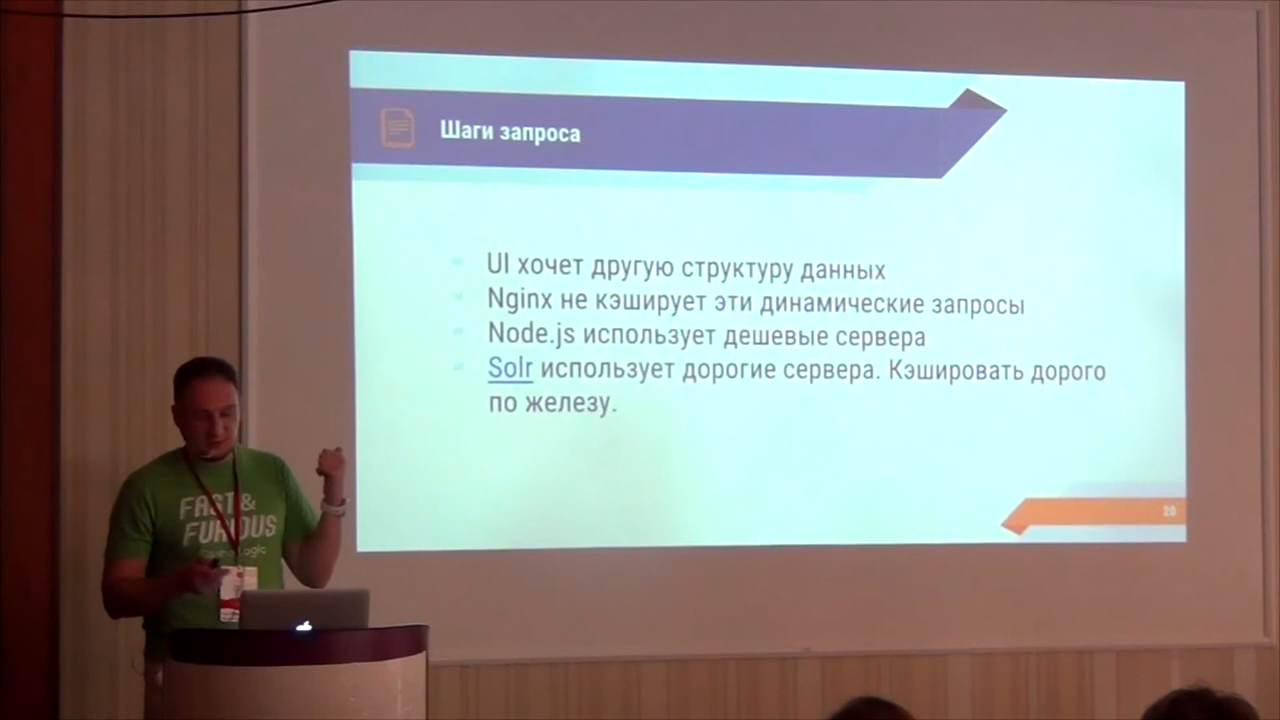 Шаги запроса
UI хочет другую структуру данных
Nginx не кэширует эти динамические запросы
Node.js использует дешевые сервера
Solr использует дорогие сервера. Кэшировать дорого
по железу.
20
FAST &
FURIOUS